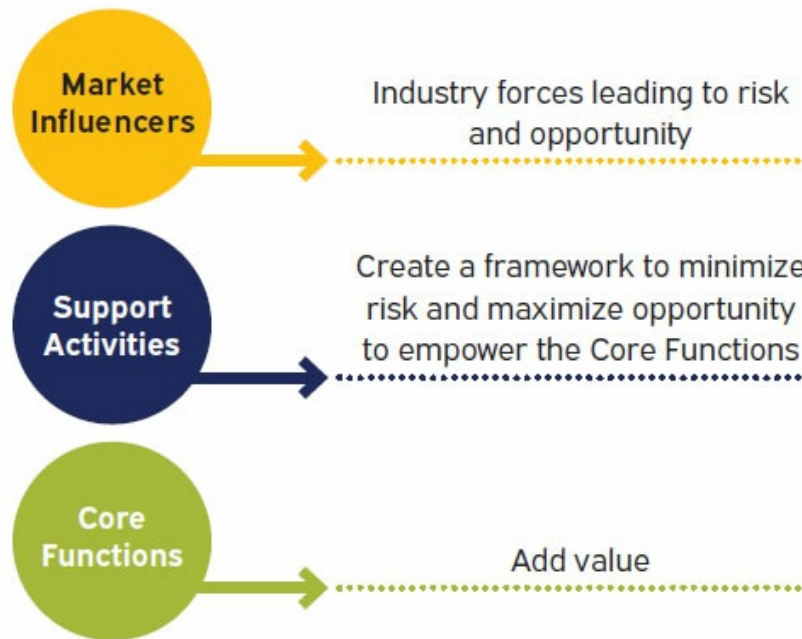 Market
Influencers
Industry forces leading to risk
and opportunity
Support
Activities
Create a framework to minimize
risk and maximize opportunity
to empower the Core Functions
Core
Functions
Add value